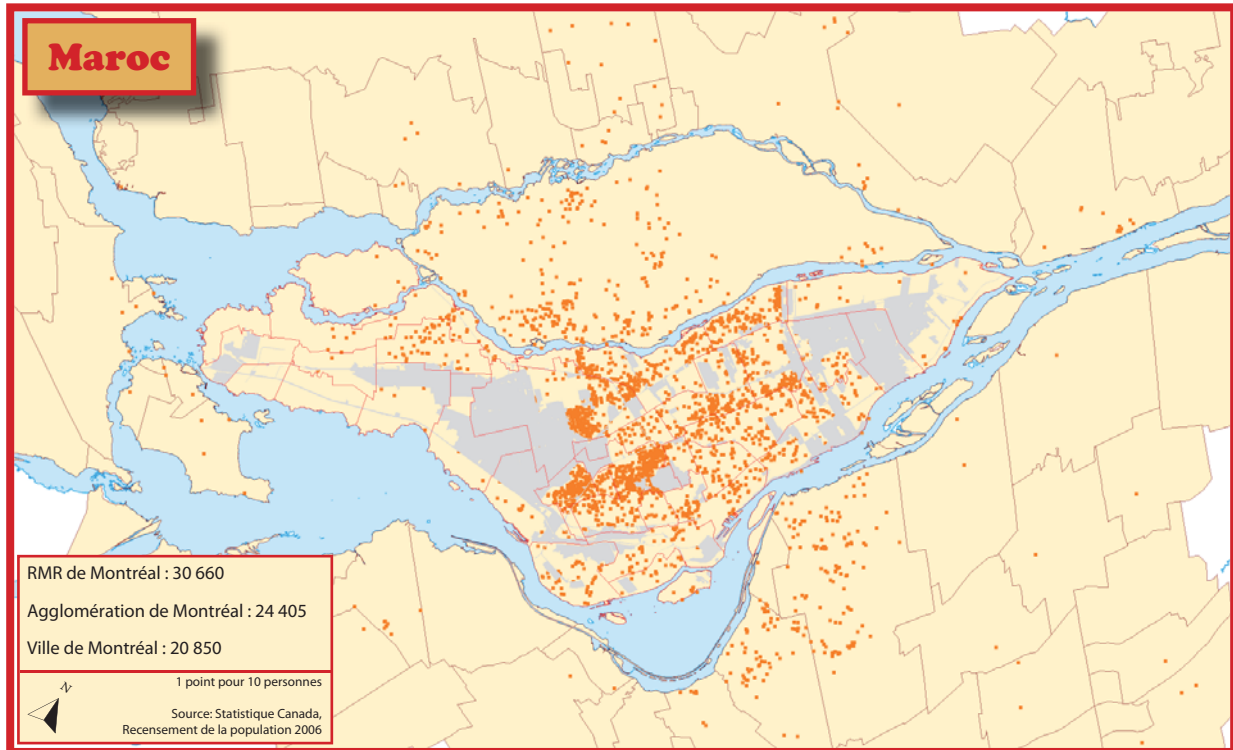 Maroc
RMR de Montréal : 30 660
Agglomération de Montréal : 24 405
Ville de Montréal : 20 850
N
1 point pour 10 personnes
Source: Statistique Canada,
Recensement de la population 2006